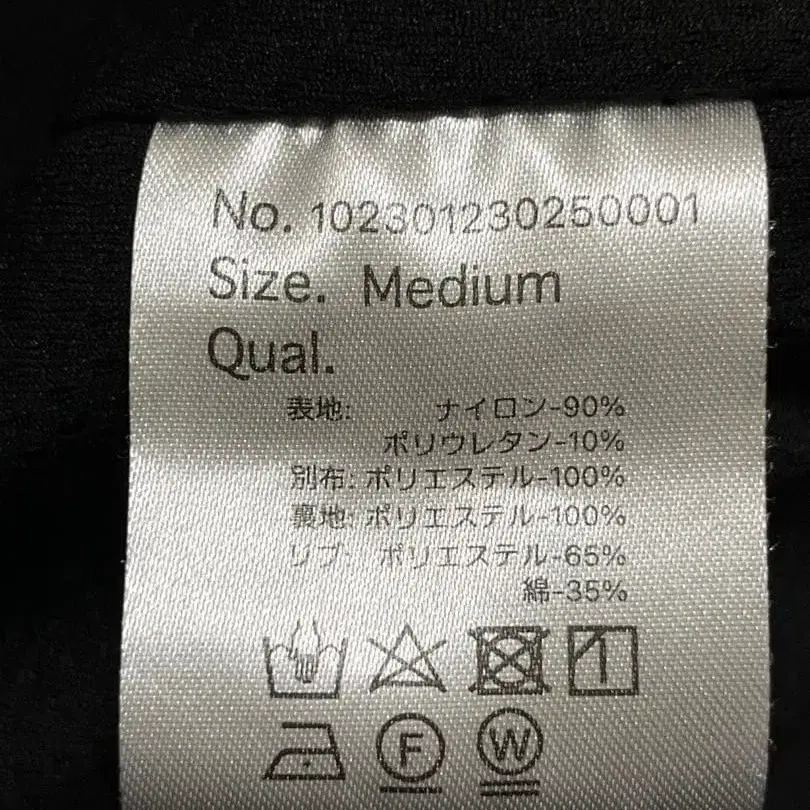 No. 102301230250001
Size. Medium
Qual.
表地: ナイロン-90%
ポリウレタン-10%
別布: ポリエステル-100%
裏地: ポリエステル-100%
リブ: ポリエステル-65%
綿-35%
F
W